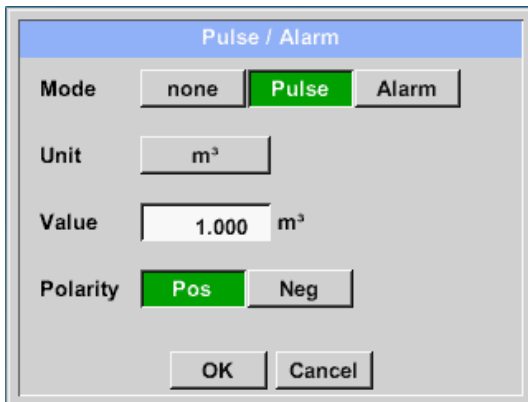 Pulse / Alarm
Mode none Pulse Alarm
Unit m³
Value 1.000 m³
Polarity Pos Neg
OK Cancel